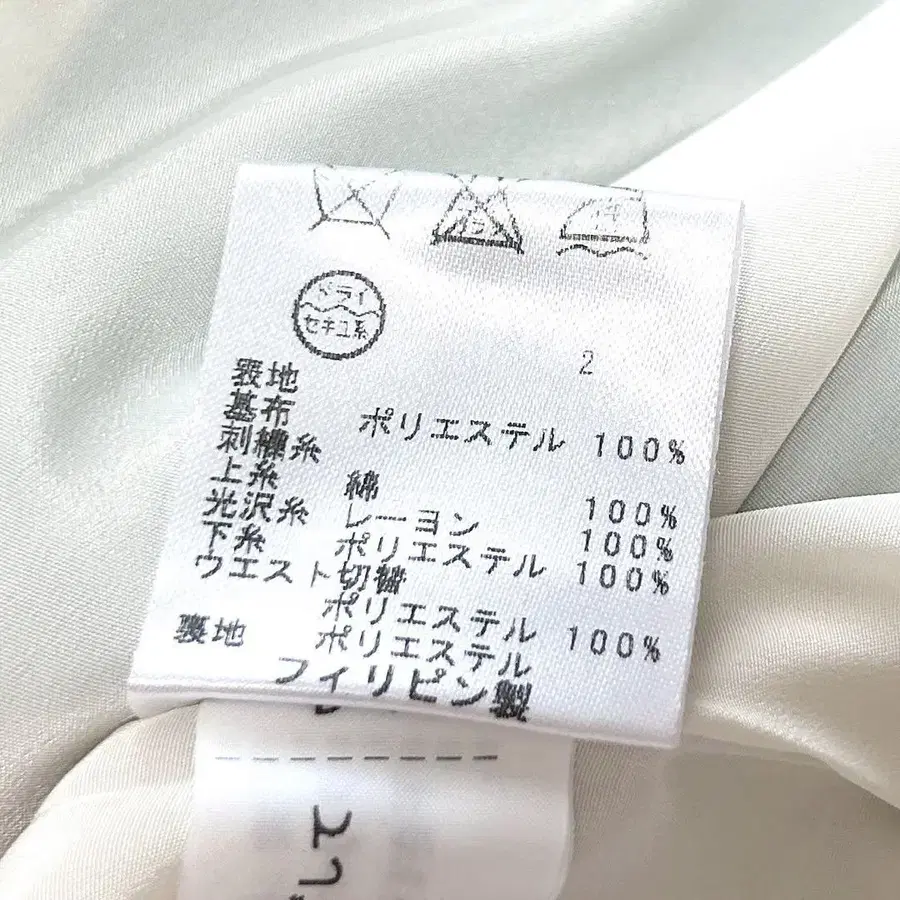 ドライ
セキユ系
2
表地
基布 ポリエステル 100%
刺繍糸
上糸 綿 100%
光沢糸 レーヨン 100%
下糸 ポリエステル 100%
ウエスト切替
ポリエステル 100%
裏地 ポリエステル
フィリピン製